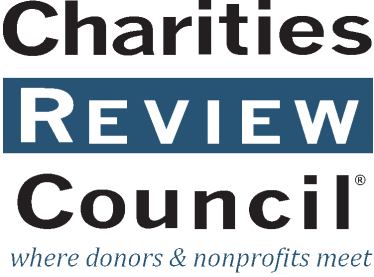 Charities
REVIEW
Council®
where donors & nonprofits meet